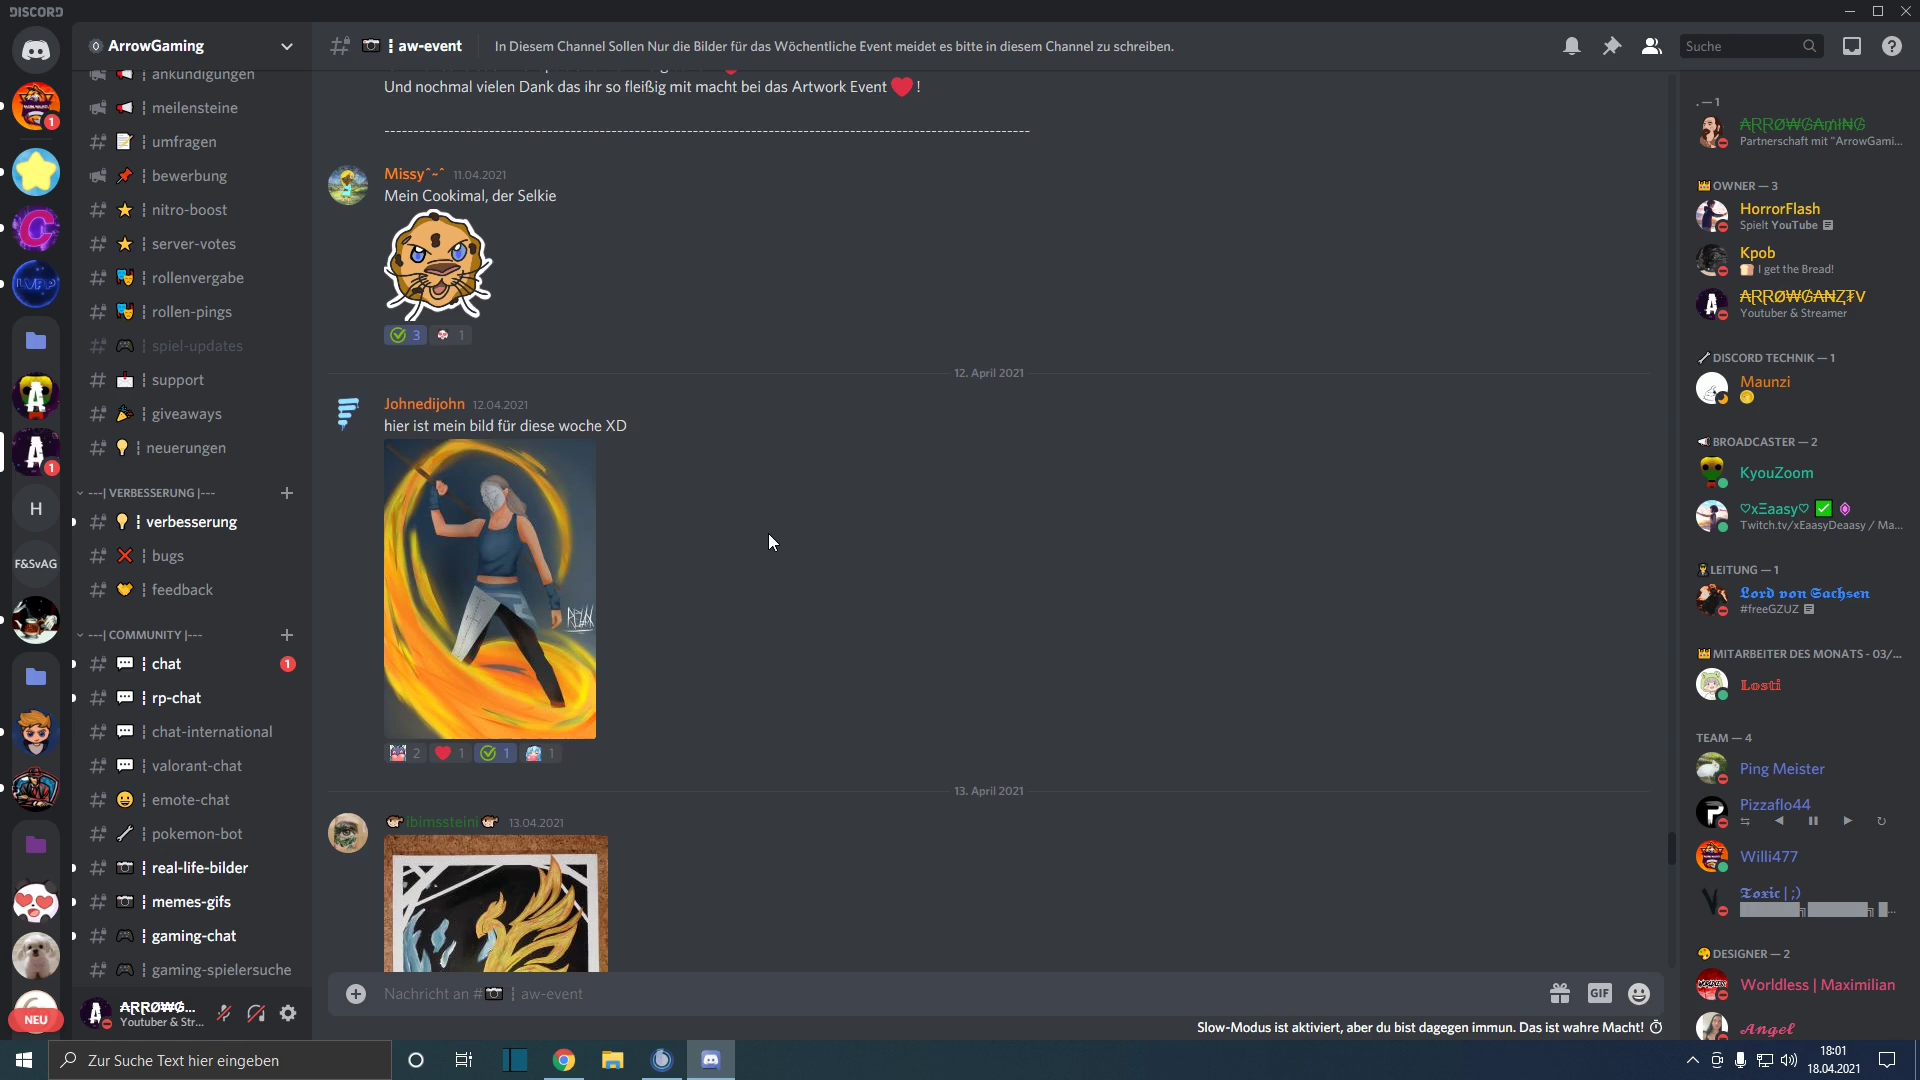 DISCORD
ArrowGaming
ankündigungen
meilensteine
umfragen
bewerbung
nitro-boost
server-votes
rollenvergabe
rollen-pings
spiel-updates
support
giveaways
neuerungen
---| VERBESSERUNG |---
verbesserung
bugs
feedback
---| COMMUNITY |---
chat
1
rp-chat
chat-international
valorant-chat
emote-chat
pokemon-bot
real-life-bilder
memes-gifs
gaming-chat
gaming-spielersuche
Youtuber & Str...
1
LVRP
1
H
F&SvAG
NEU
aw-event
In Diesem Channel Sollen Nur die Bilder für das Wöchentliche Event meidet es bitte in diesem Channel zu schreiben.
Suche
Und nochmal vielen Dank das ihr so fleißig mit macht bei das Artwork Event ❤ !
Missy^~^ 11.04.2021
Mein Cookimal, der Selkie
3 1
12. April 2021
Johnedijohn 12.04.2021
hier ist mein bild für diese woche XD
2 1 1 1
13. April 2021
ibimssteini 13.04.2021
Nachricht an # | aw-event
GIF
Slow-Modus ist aktiviert, aber du bist dagegen immun. Das ist wahre Macht!
. — 1
Partnerschaft mit "ArrowGami...
OWNER — 3
HorrorFlash
Spielt YouTube
Kpob
I get the Bread!
Youtuber & Streamer
DISCORD TECHNIK — 1
Maunzi
BROADCASTER — 2
KyouZoom
♡xΞaasy♡
Twitch.tv/xEaasyDeaasy / Ma...
LEITUNG — 1
𝕷𝖔𝖗𝖉 𝖛𝖔𝖓 𝕾𝖆𝖈𝖍𝖘𝖊𝖓
#freeGZUZ
MITARBEITER DES MONATS - 03/...
𝕃𝕠𝕤𝕥𝕚
TEAM — 4
Ping Meister
Pizzaflo44
Willi477
𝕿𝖔𝖝𝖎𝖈 | ;)
DESIGNER — 2
Worldless | Maximilian
𝓐𝓷𝓰𝓮𝓵
Zur Suche Text hier eingeben
18:01
18.04.2021